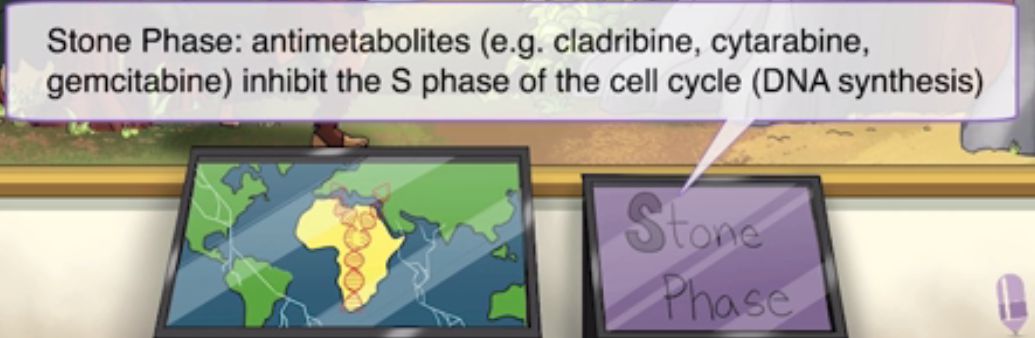 Stone Phase: antimetabolites (e.g. cladribine, cytarabine,
gemcitabine) inhibit the S phase of the cell cycle (DNA synthesis)
Stone
Phase